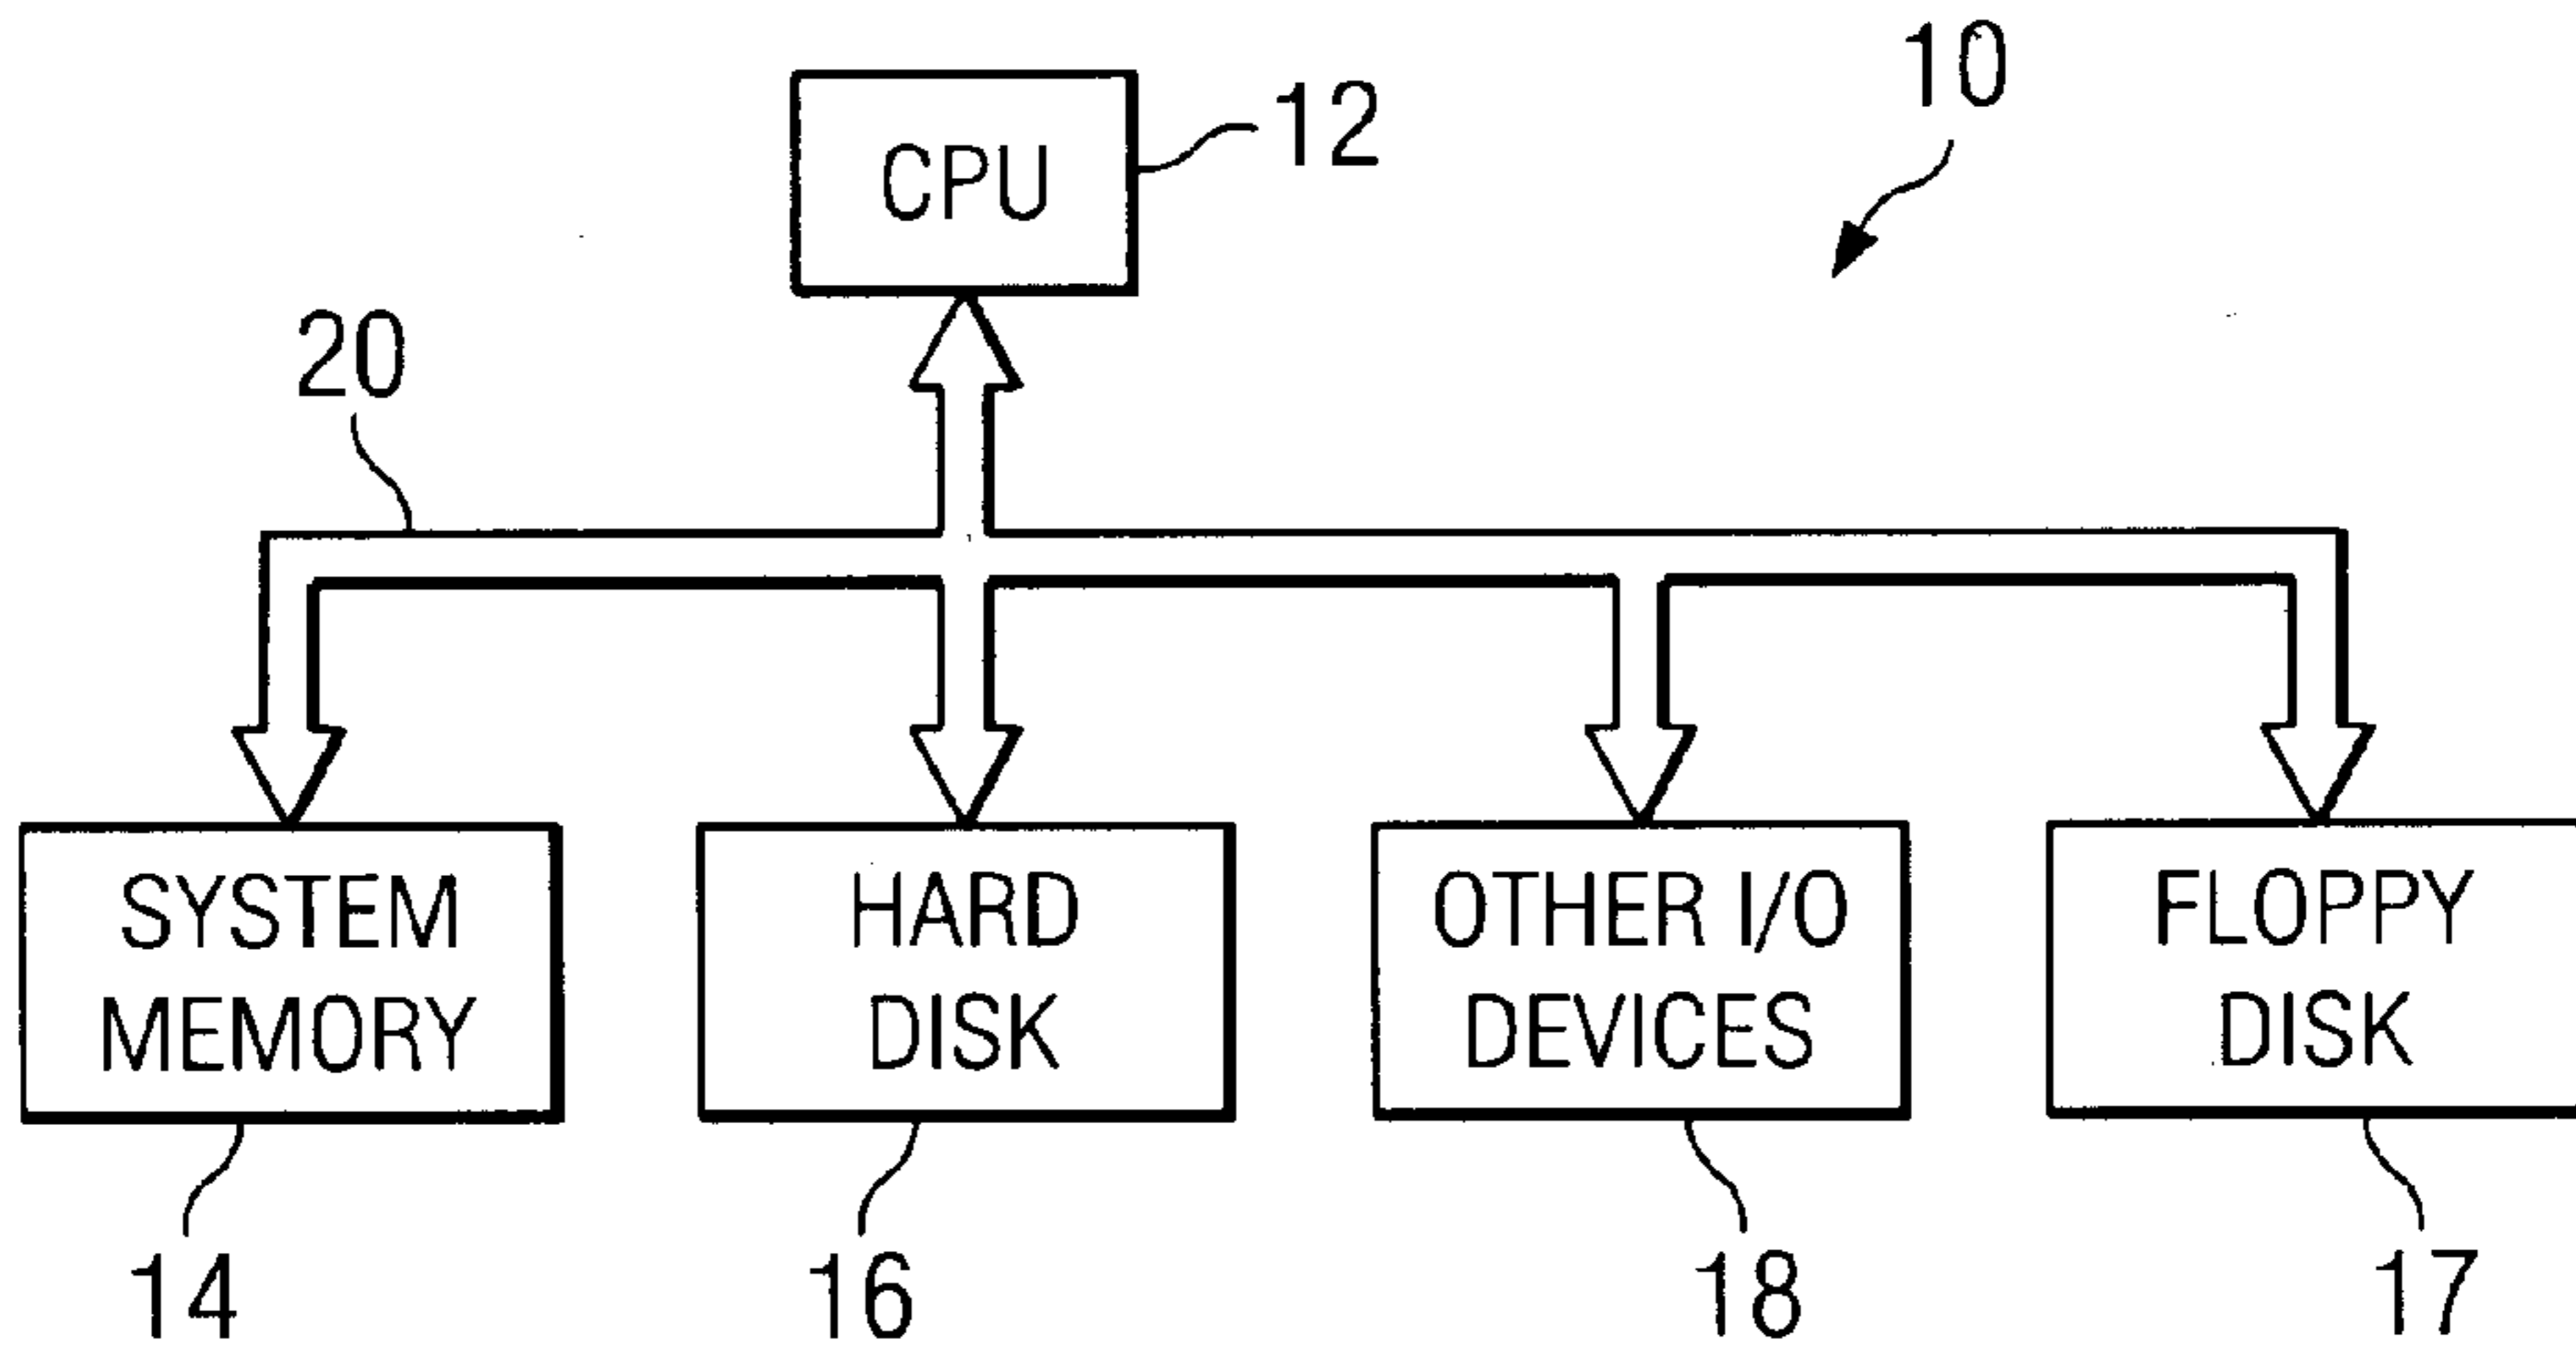 10
CPU
12
20
SYSTEM
MEMORY
HARD
DISK
OTHER I/O
DEVICES
FLOPPY
DISK
14
16
18
17